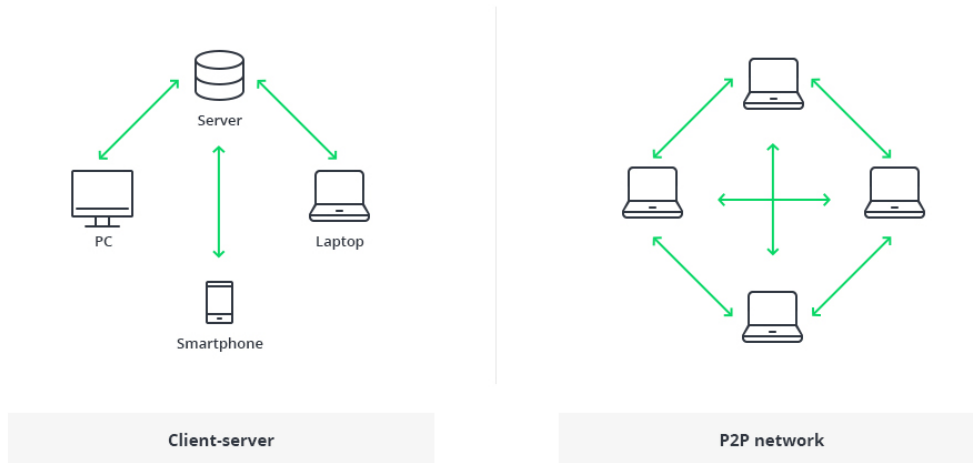 Server
PC
Laptop
Smartphone
Client-server
P2P network